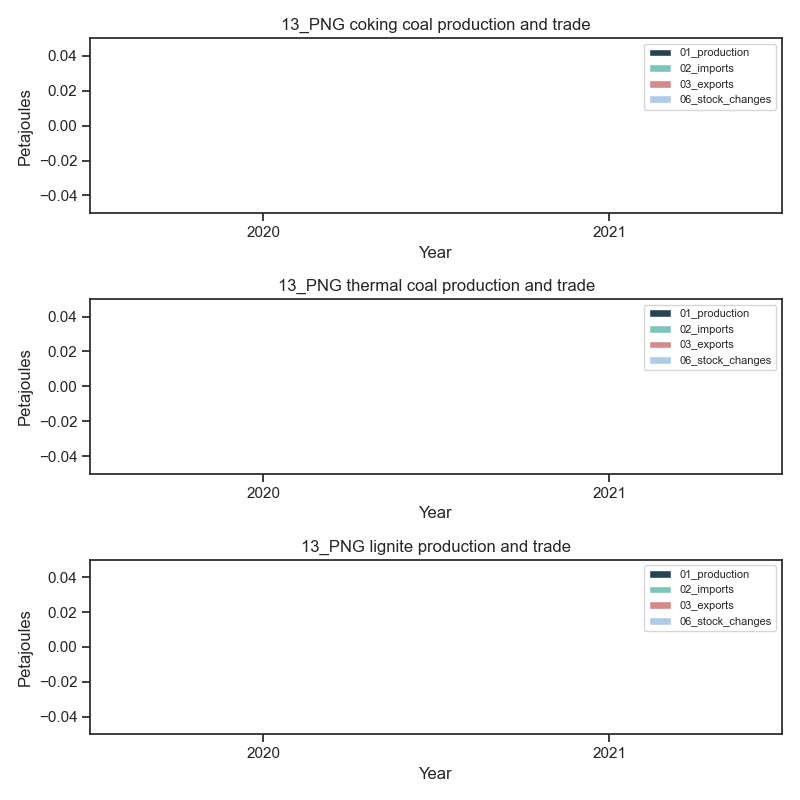 13_PNG coking coal production and trade
0.04
0.02
0.00
−0.02
−0.04
Petajoules
01_production
02_imports
03_exports
06_stock_changes
2020
2021
Year
13_PNG thermal coal production and trade
0.04
0.02
0.00
−0.02
−0.04
Petajoules
01_production
02_imports
03_exports
06_stock_changes
2020
2021
Year
13_PNG lignite production and trade
0.04
0.02
0.00
−0.02
−0.04
Petajoules
01_production
02_imports
03_exports
06_stock_changes
2020
2021
Year